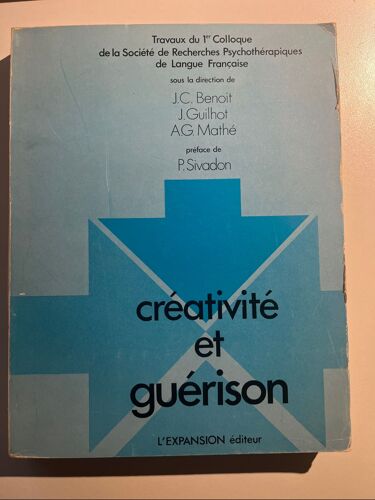 Travaux du 1er Colloque
de la Société de Recherches Psychothérapiques
de Langue Française
sous la direction de
J.C. Benoit
J. Guilhot
A.G. Mathé
préface de
P. Sivadon
créativité
et
guérison
L'EXPANSION éditeur